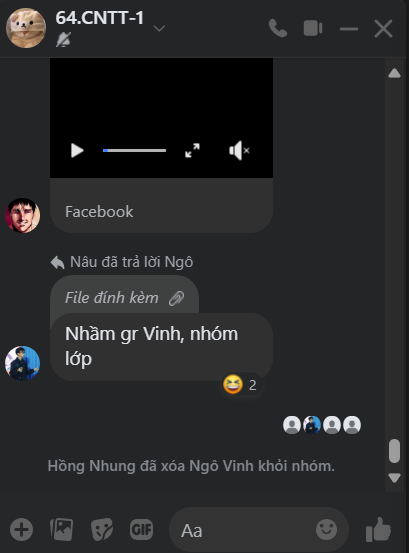 64.CNTT-1
Facebook
Nâu đã trả lời Ngô
File đính kèm
Nhầm gr Vinh, nhóm
lớp
2
Hồng Nhung đã xóa Ngô Vinh khỏi nhóm.
GIF
Aa